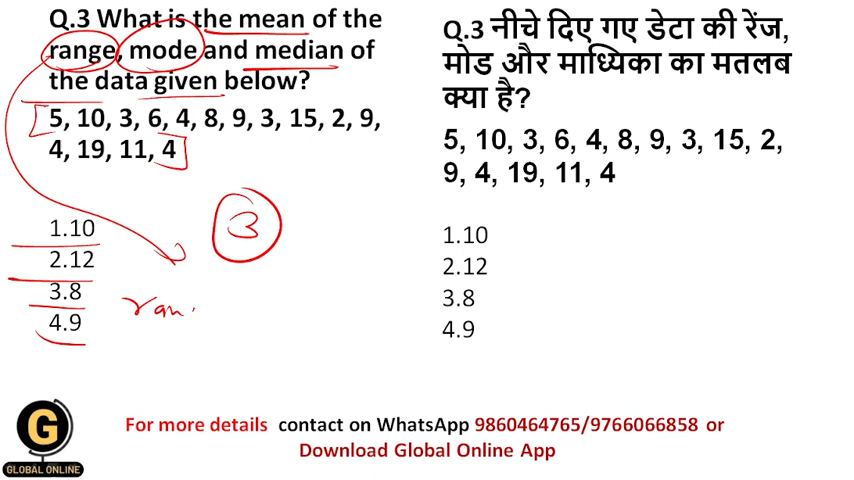 Q.3 What is the mean of the
range, mode and median of
the data given below?
5, 10, 3, 6, 4, 8, 9, 3, 15, 2, 9,
4, 19, 11, 4
1.10
2.12
3.8
4.9
3
ran
Q.3 नीचे दिए गए डेटा की रेंज,
मोड और माध्यिका का मतलब
क्या है?
5, 10, 3, 6, 4, 8, 9, 3, 15, 2,
9, 4, 19, 11, 4
1.10
2.12
3.8
4.9
G
GLOBAL ONLINE
For more details contact on WhatsApp 9860464765/9766066858 or
Download Global Online App